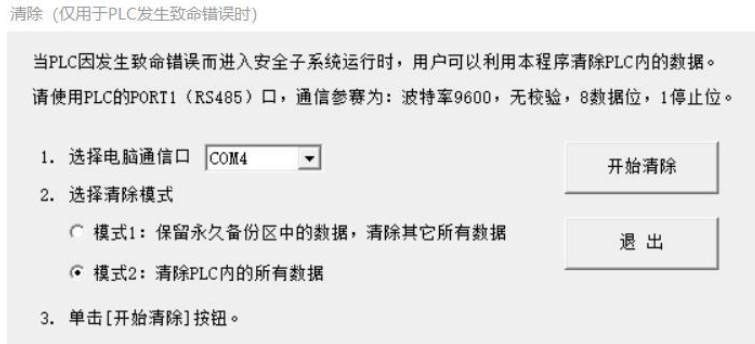 清除 (仅用于PLC发生致命错误时)
当PLC因发生致命错误而进入安全子系统运行时，用户可以利用本程序清除PLC内的数据。
请使用PLC的PORT1（RS485）口，通信参赛为：波特率9600，无校验，8数据位，1停止位。
1. 选择电脑通信口 COM4
开始清除
2. 选择清除模式
模式1：保留永久备份区中的数据，清除其它所有数据
退 出
模式2：清除PLC内的所有数据
3. 单击[开始清除]按钮。